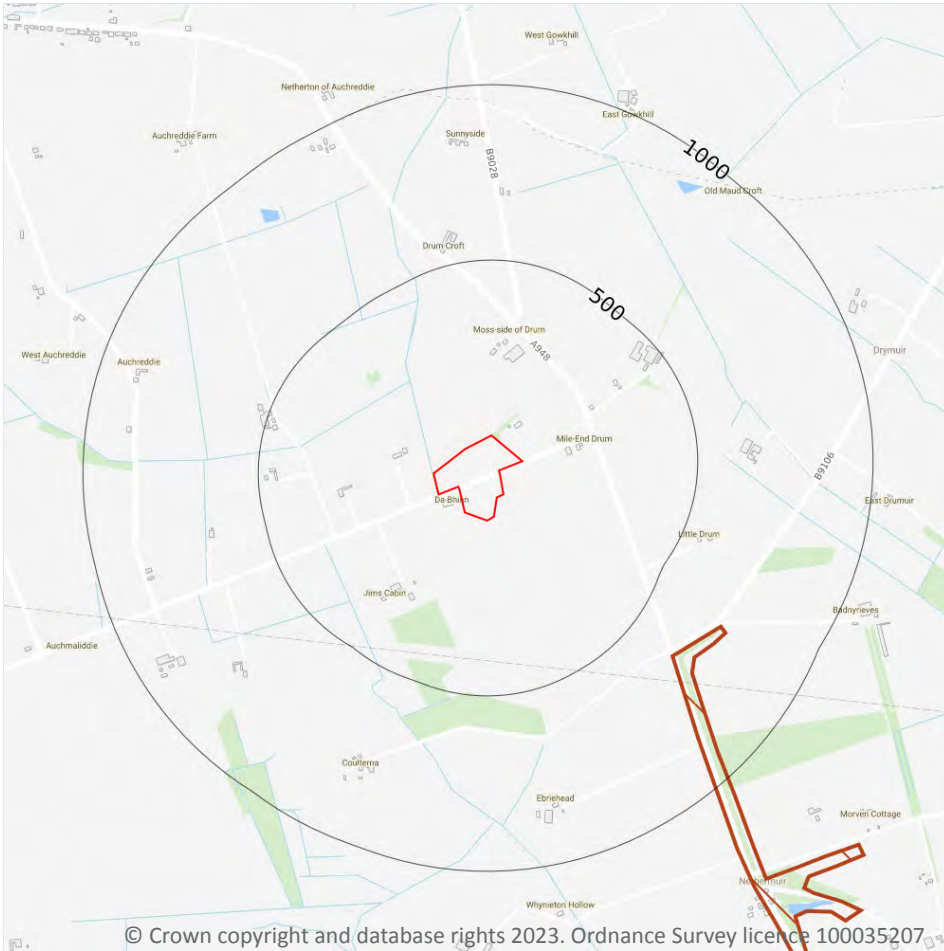 West Gowkhill
Netherton of Auchreddie
East Gowkhill
Auchreddie Farm
Sunnyside
B9028
1000
Old Maud Croft
Drum Croft
500
Moss-side of Drum
A948
Drymuir
West Auchreddie
Auchreddie
Mile-End Drum
B9106
Da Bhinn
East Drumuir
Little Drum
Jims Cabin
Badnyrieves
Auchmaliddie
Coulterna
Ebriehead
Morven Cottage
Nethermuir
Whynieton Hollow
© Crown copyright and database rights 2023. Ordnance Survey licence 100035207